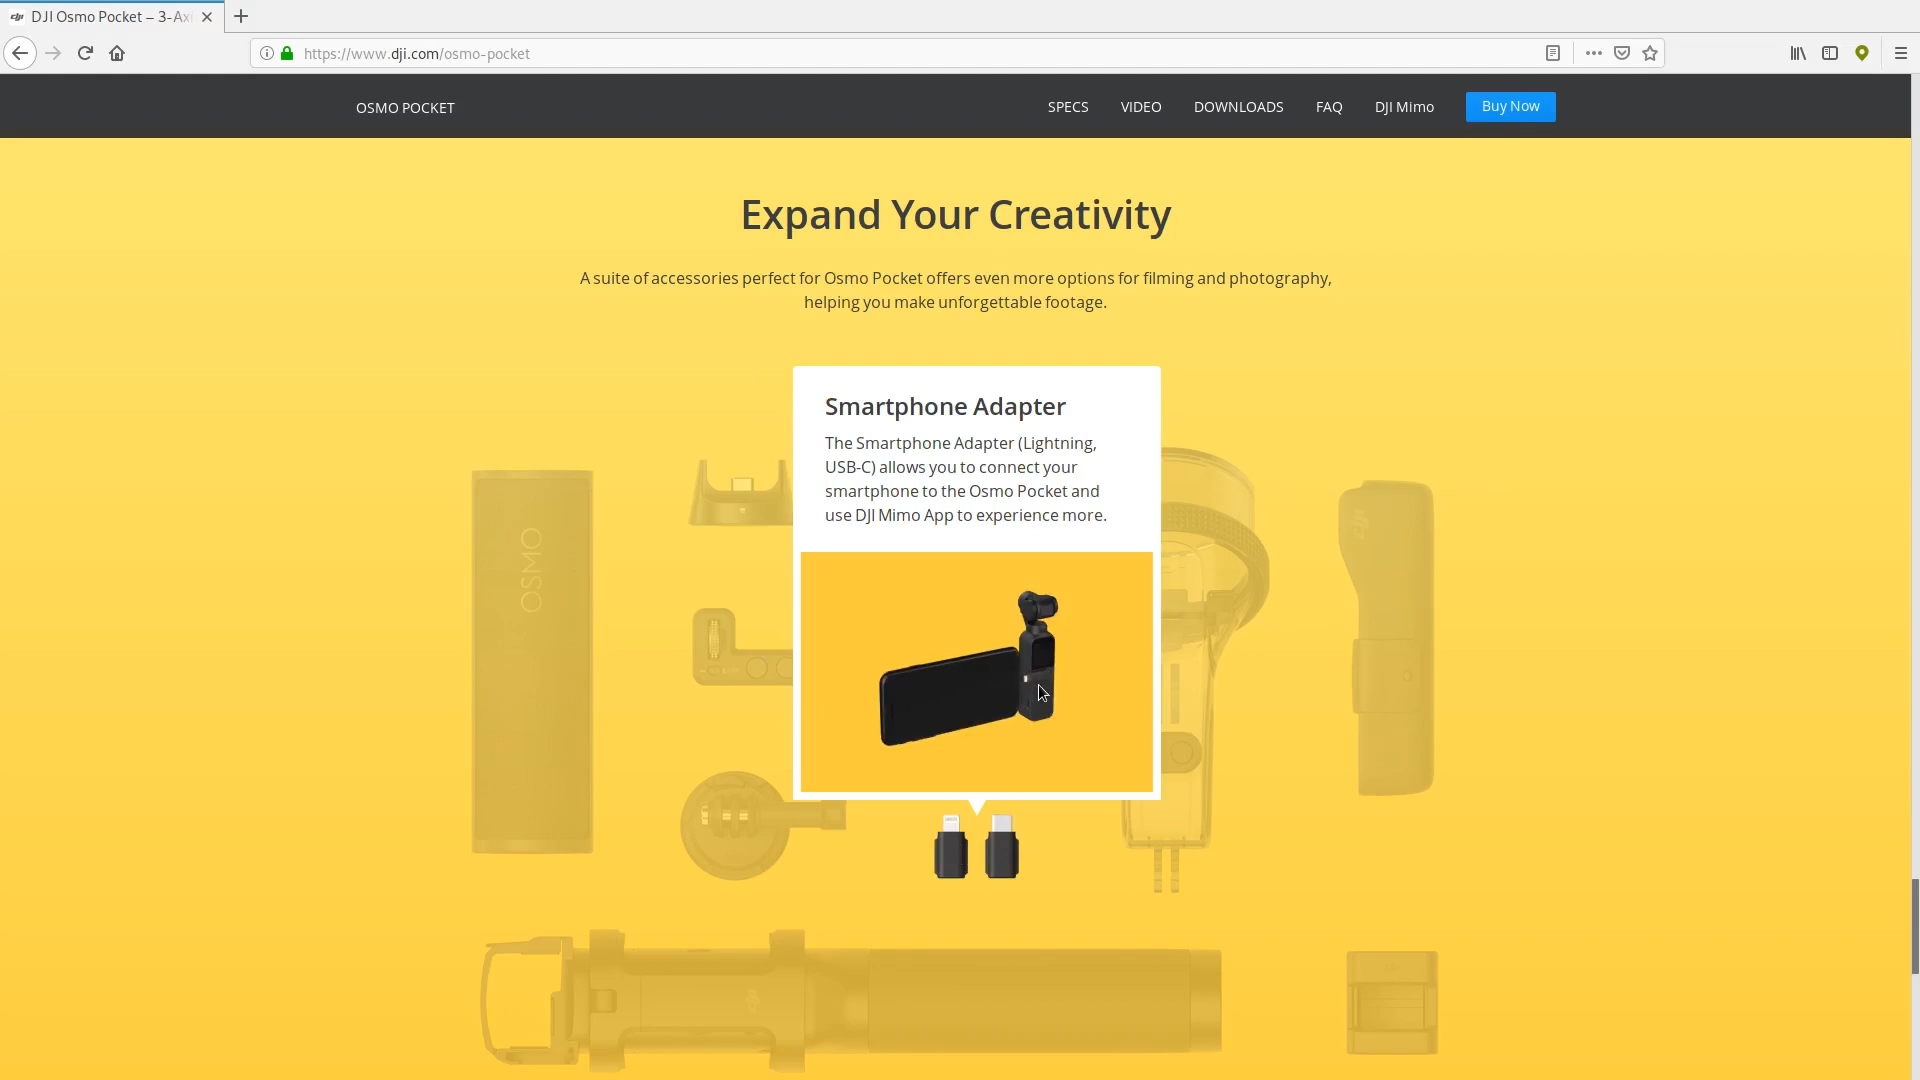 DJI Osmo Pocket – 3-Ax
https://www.dji.com/osmo-pocket
OSMO POCKET
SPECS
VIDEO
DOWNLOADS
FAQ
DJI Mimo
Buy Now
Expand Your Creativity
A suite of accessories perfect for Osmo Pocket offers even more options for filming and photography,
helping you make unforgettable footage.
Smartphone Adapter
The Smartphone Adapter (Lightning,
USB-C) allows you to connect your
smartphone to the Osmo Pocket and
use DJI Mimo App to experience more.
OSMO